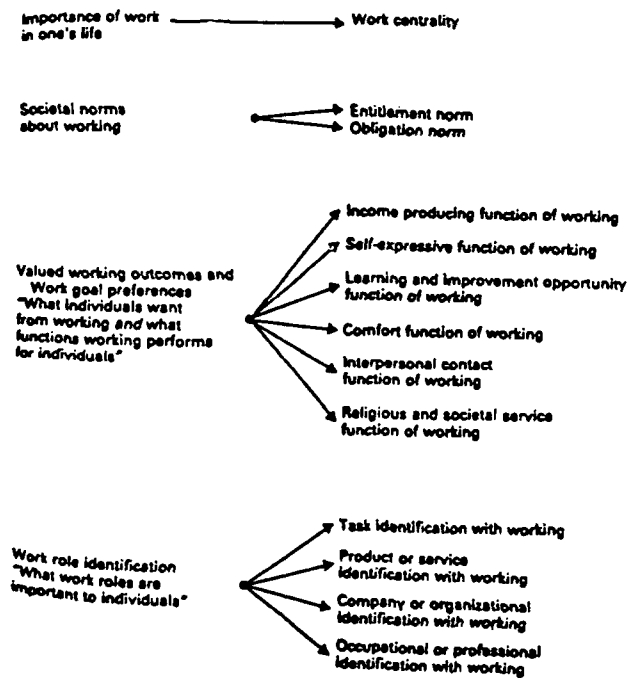 Importance of work
in one's life
Work centrality
Societal norms
about working
Entitlement norm
Obligation norm
Valued working outcomes and
Work goal preferences
"What individuals want
from working and what
functions working performs
for individuals"
Income producing function of working
Self-expressive function of working
Learning and improvement opportunity
function of working
Comfort function of working
Interpersonal contact
function of working
Religious and societal service
function of working
Work role identification
"What work roles are
important to individuals"
Task identification with working
Product or service
identification with working
Company or organizational
identification with working
Occupational or professional
identification with working